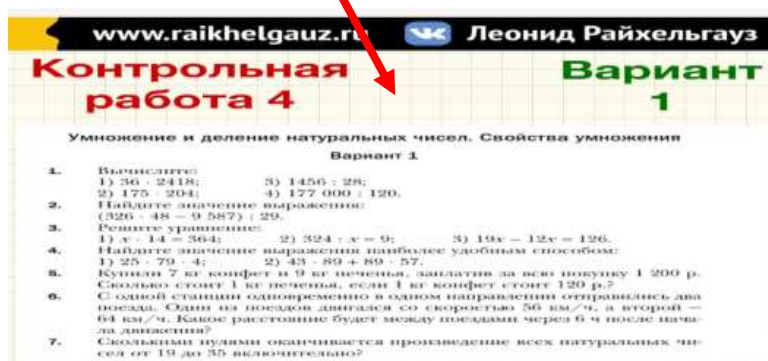 www.raikhelgauz.ru Леонид Райхельгауз
Контрольная Вариант
работа 4 1
Умножение и деление натуральных чисел. Свойства умножения
Вариант 1
1. Вычислите:
1) 36 · 2418; 3) 1456 : 28;
2) 175 · 204; 4) 177 000 : 120.
2. Найдите значение выражения:
(326 · 48 – 9 587) : 29.
3. Решите уравнение:
1) x · 14 = 364; 2) 324 : x = 9; 3) 19x – 12x = 126.
4. Найдите значение выражения наиболее удобным способом:
1) 25 · 79 · 4; 2) 43 · 89 + 89 · 57.
5. Купили 7 кг конфет и 9 кг печенья, заплатив за всю покупку 1 200 р.
Сколько стоит 1 кг печенья, если 1 кг конфет стоит 120 р.?
6. С одной станции одновременно в одном направлении отправились два
поезда. Один из поездов двигался со скоростью 56 км/ч, а второй –
64 км/ч. Какое расстояние будет между поездами через 6 ч после нача-
ла движения?
7. Сколькими нулями оканчивается произведение всех натуральных чи-
сел от 19 до 35 включительно?